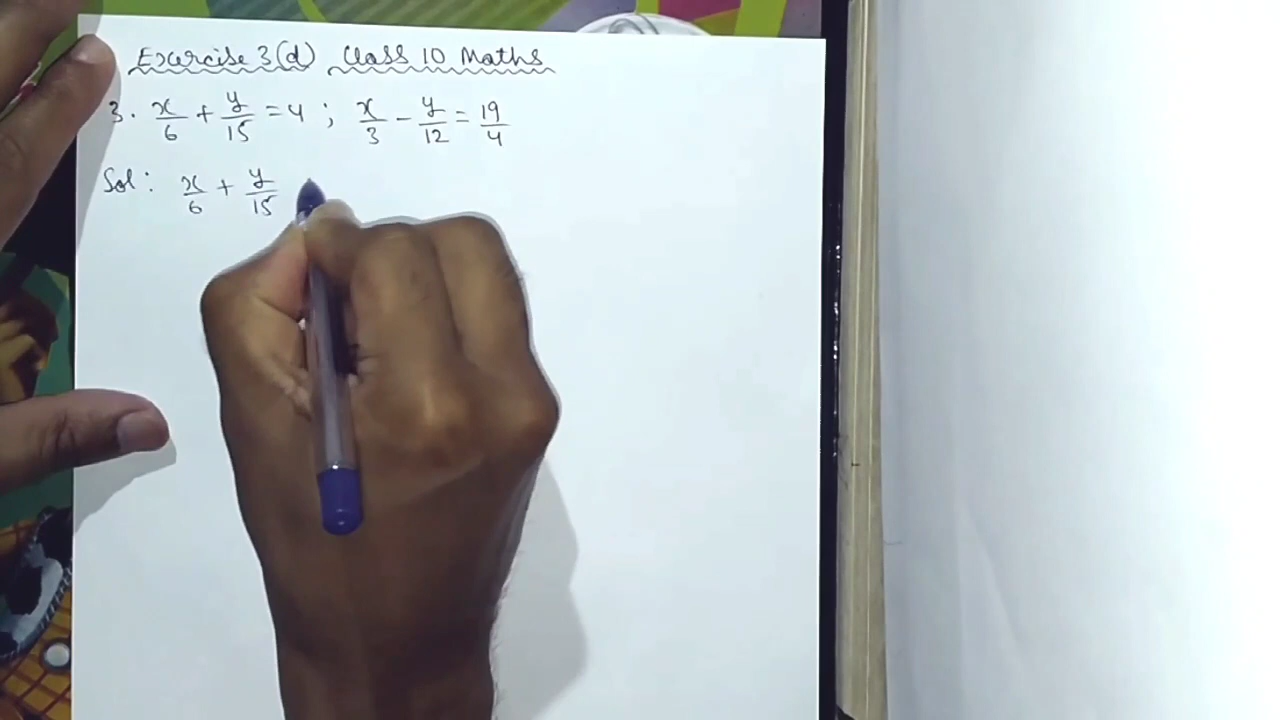 Exercise 3(d) Class 10 Maths
3. x/6 + y/15 = 4 ; x/3 - y/12 = 19/4
Sol: x/6 + y/15